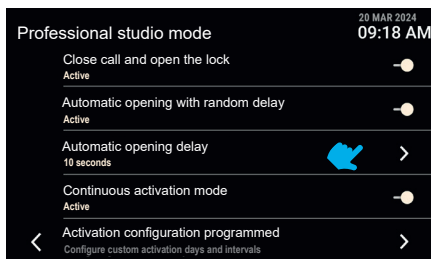 20 MAR 2024
Professional studio mode 09:18 AM
Close call and open the lock
Active
Automatic opening with random delay
Active
Automatic opening delay
10 seconds
Continuous activation mode
Active
Activation configuration programmed
Configure custom activation days and intervals